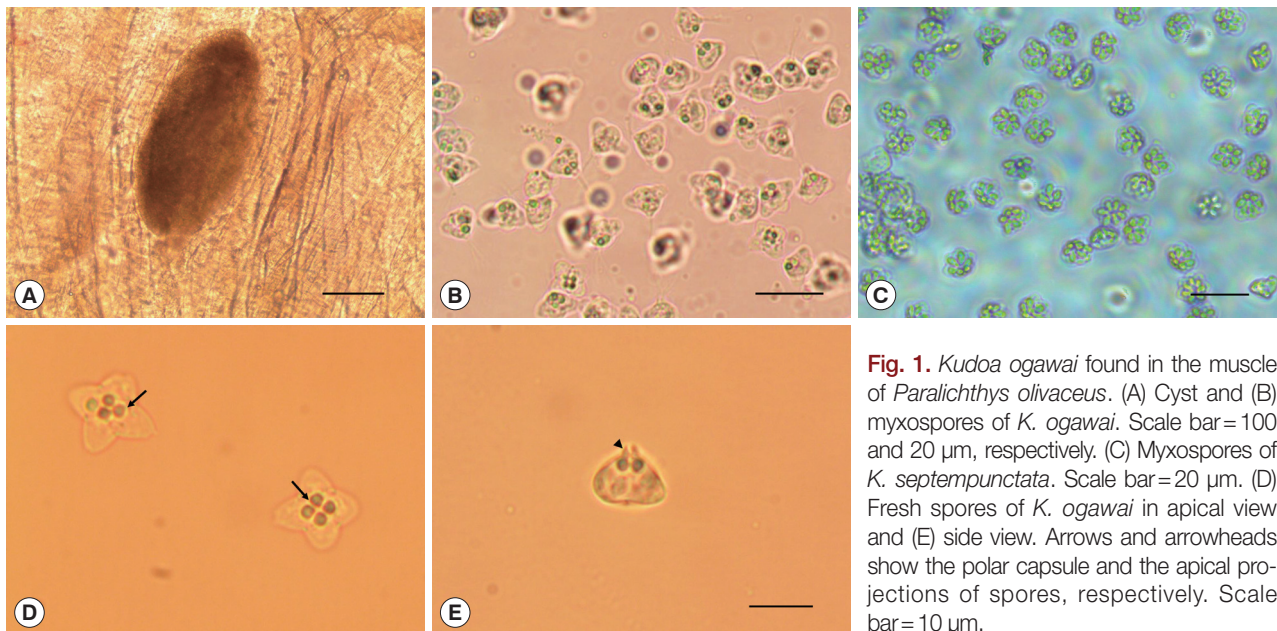 A
B
C
D
E
Fig. 1. Kudoa ogawai found in the muscle
of Paralichthys olivaceus. (A) Cyst and (B)
myxospores of K. ogawai. Scale bar=100
and 20 µm, respectively. (C) Myxospores of
K. septempunctata. Scale bar=20 µm. (D)
Fresh spores of K. ogawai in apical view
and (E) side view. Arrows and arrowheads
show the polar capsule and the apical pro-
jections of spores, respectively. Scale
bar=10 µm.